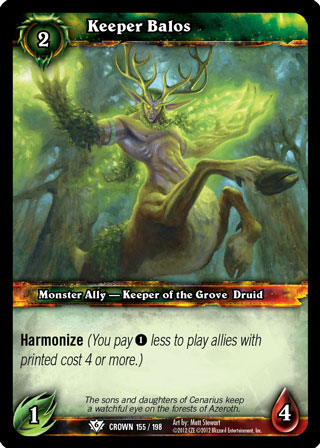 2
Keeper Balos
Monster Ally — Keeper of the Grove Druid
Harmonize (You pay 1 less to play allies with
printed cost 4 or more.)
The sons and daughters of Cenarius keep
a watchful eye on the forests of Azeroth.
1
CROWN 155 / 198
Art by: Matt Stewart
©2012 CZE ©2012 Blizzard Entertainment, Inc.
4